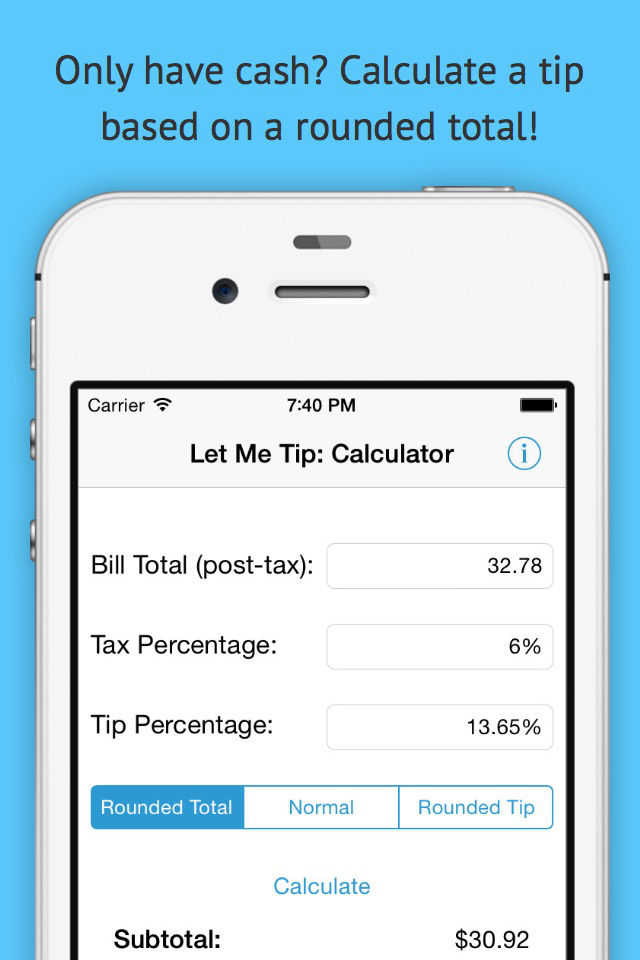 Only have cash? Calculate a tip
based on a rounded total!
Carrier 7:40 PM
Let Me Tip: Calculator i
Bill Total (post-tax): 32.78
Tax Percentage: 6%
Tip Percentage: 13.65%
Rounded Total Normal Rounded Tip
Calculate
Subtotal: $30.92